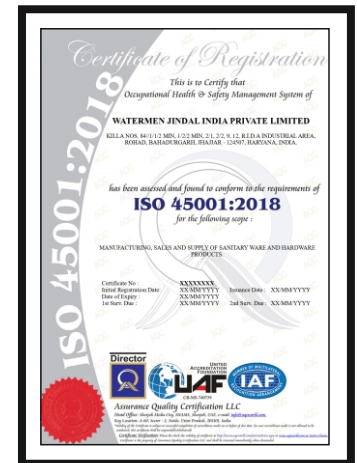 Certificate of Registration
This is to Certify that
Occupational Health & Safety Management System of
WATERMEN JINDAL INDIA PRIVATE LIMITED
KILLA NOS. 84//1/1/2 MIN, 1/2/2 MIN, 2/1, 2/2, 9, 12, R.I.D.A INDUSTRIAL AREA,
ROHAD, BAHADURGARH, JHAJJAR - 124507, HARYANA, INDIA.
has been assessed and found to conform to the requirements of
ISO 45001:2018
for the following scope :
MANUFACTURING, SALES AND SUPPLY OF SANITARY WARE AND HARDWARE
PRODUCTS.
Certificate No : XXXXXXXX
Initial Registration Date : XX/MM/YYYY Issuance Date : XX/MM/YYYY
Date of Expiry : XX/MM/YYYY
1st Surv. Due : XX/MM/YYYY 2nd Surv. Due : XX/MM/YYYY
ISO 45001:2018
Director
UNITED
ACCREDITATION
FOUNDATION
UAF
IAF
Assurance Quality Certification LLC